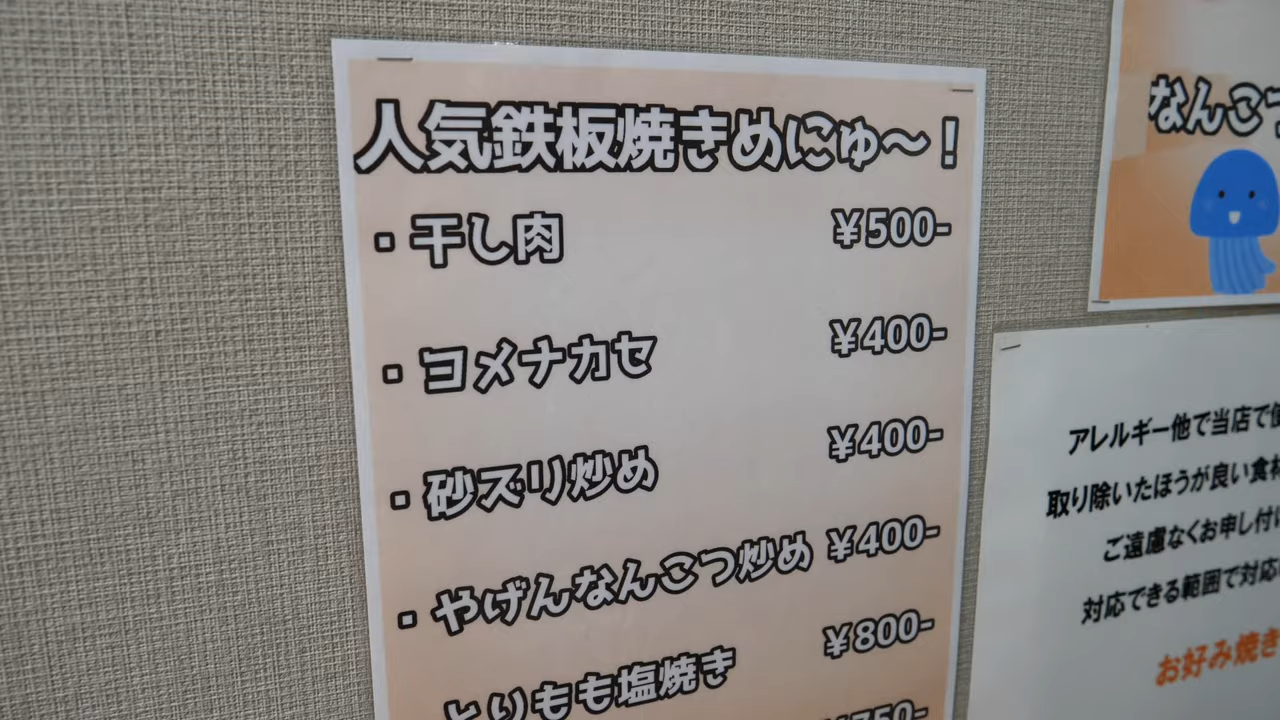 人気鉄板焼きめにゅ～!
・干し肉 ¥500-
・ヨメナカセ ¥400-
・砂ズリ炒め ¥400-
・やげんなんこつ炒め ¥400-
とりもも塩焼き ¥800-
¥750-
なんこつ
アレルギー他で当店で使
取り除いたほうが良い食材
ご遠慮なくお申し付け
対応できる範囲で対応
お好み焼き